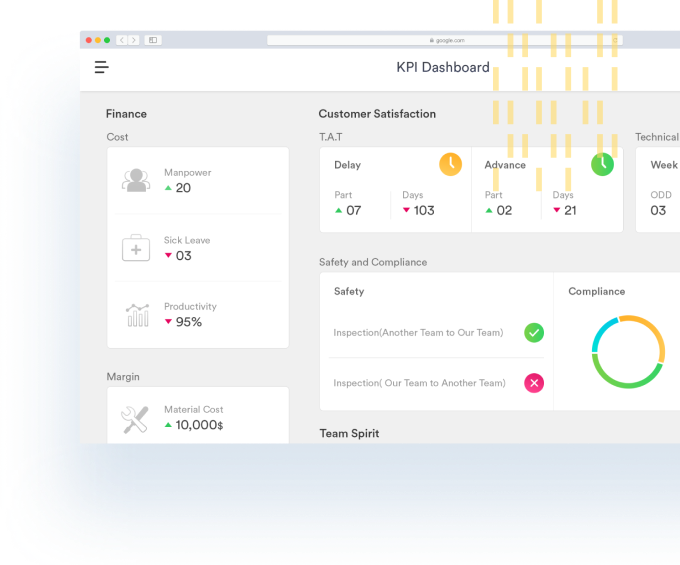 google.com
KPI Dashboard
Finance
Cost
Manpower
20
Sick Leave
03
Productivity
95%
Margin
Material Cost
10,000$
Customer Satisfaction
T.A.T
Delay
Part
07
Days
103
Advance
Part
02
Days
21
Technical
Week
ODD
03
Safety and Compliance
Safety
Inspection(Another Team to Our Team)
Inspection( Our Team to Another Team)
Compliance
Team Spirit